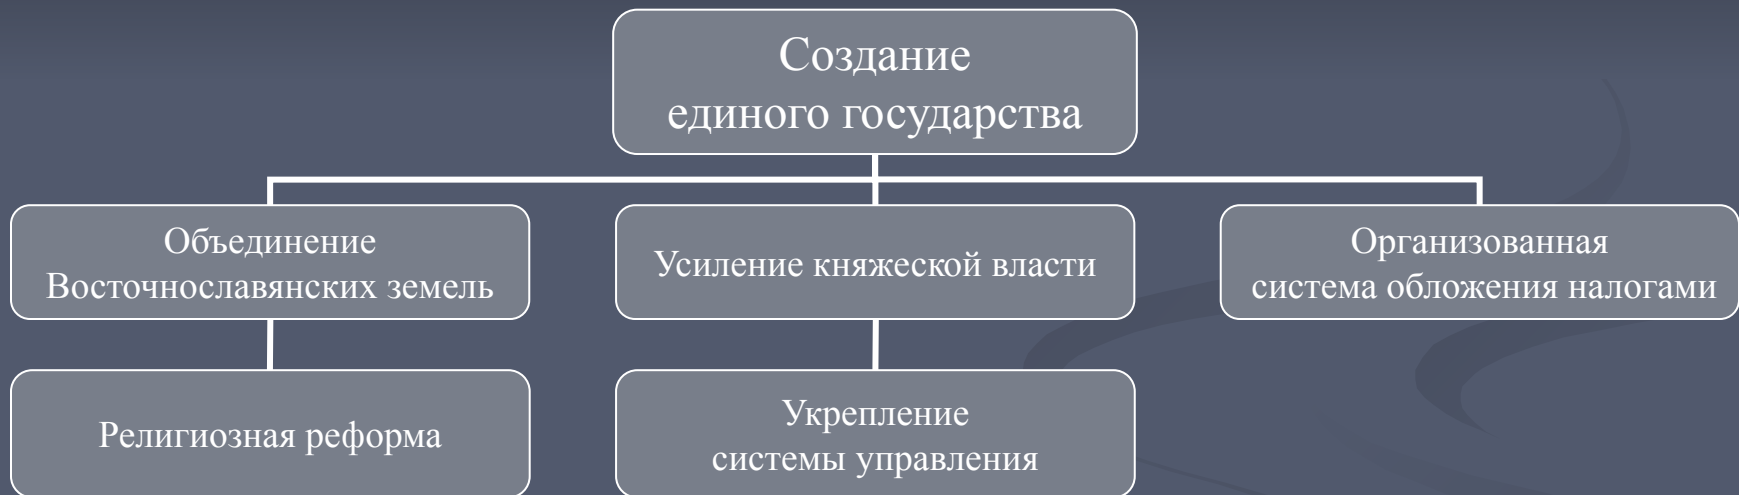 Создание
единого государства
Объединение
Восточнославянских земель
Усиление княжеской власти
Организованная
система обложения налогами
Религиозная реформа
Укрепление
системы управления